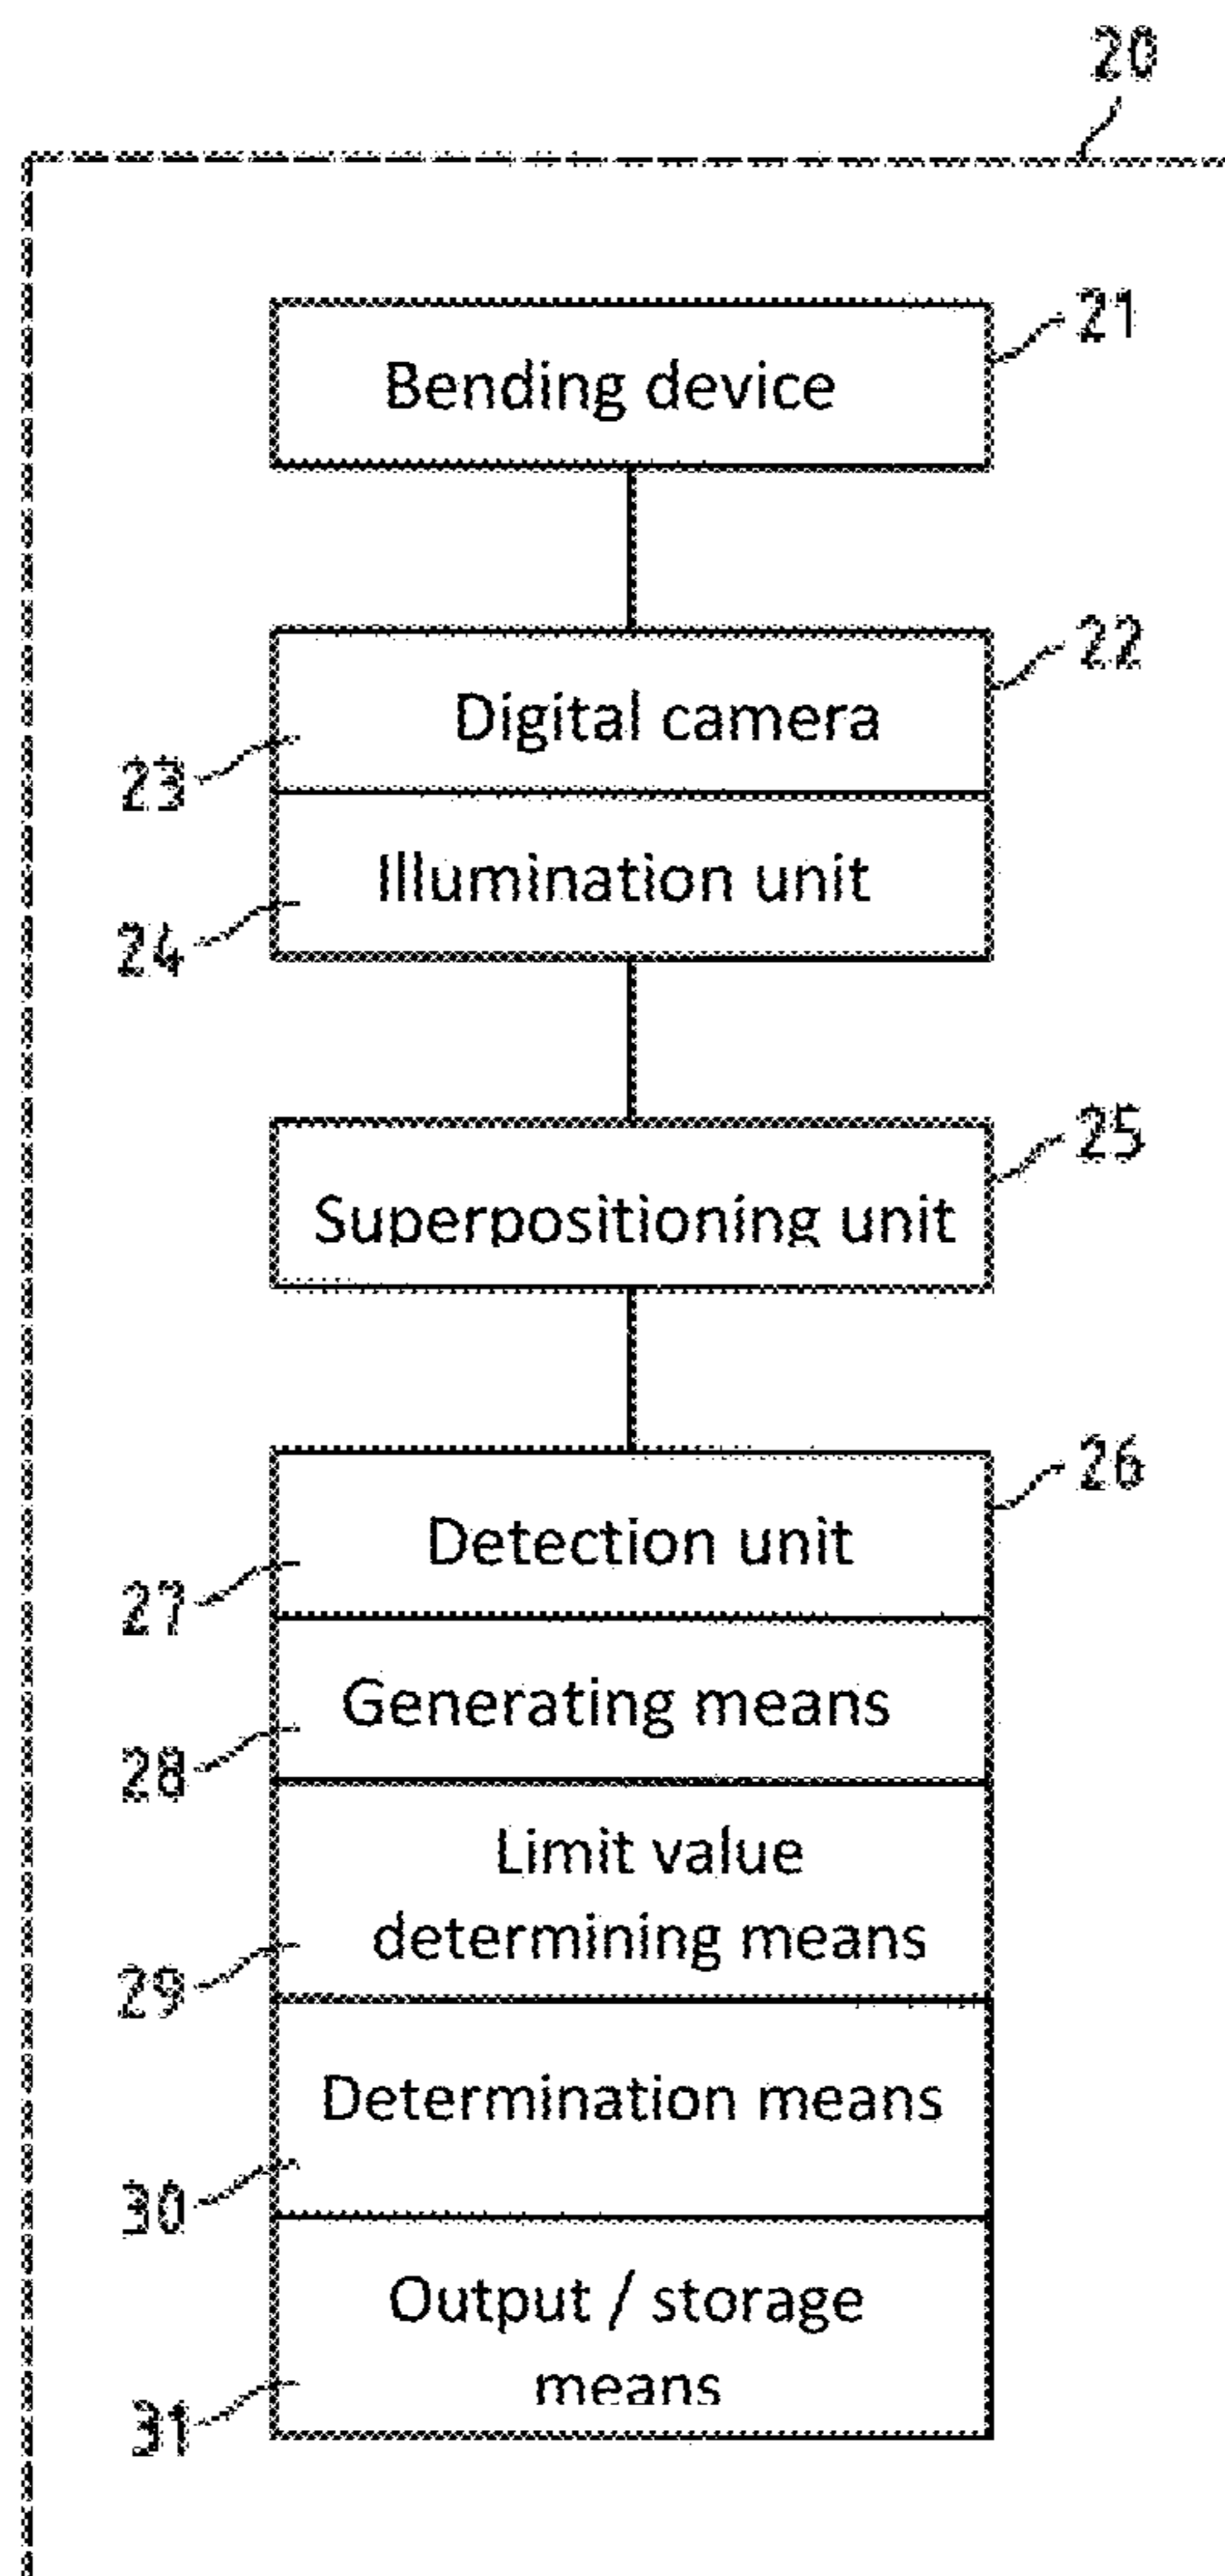 20
Bending device
21
Digital camera
22
23
Illumination unit
24
Superpositioning unit
25
Detection unit
26
27
Generating means
28
Limit value
determining means
29
Determination means
30
Output / storage
means
31